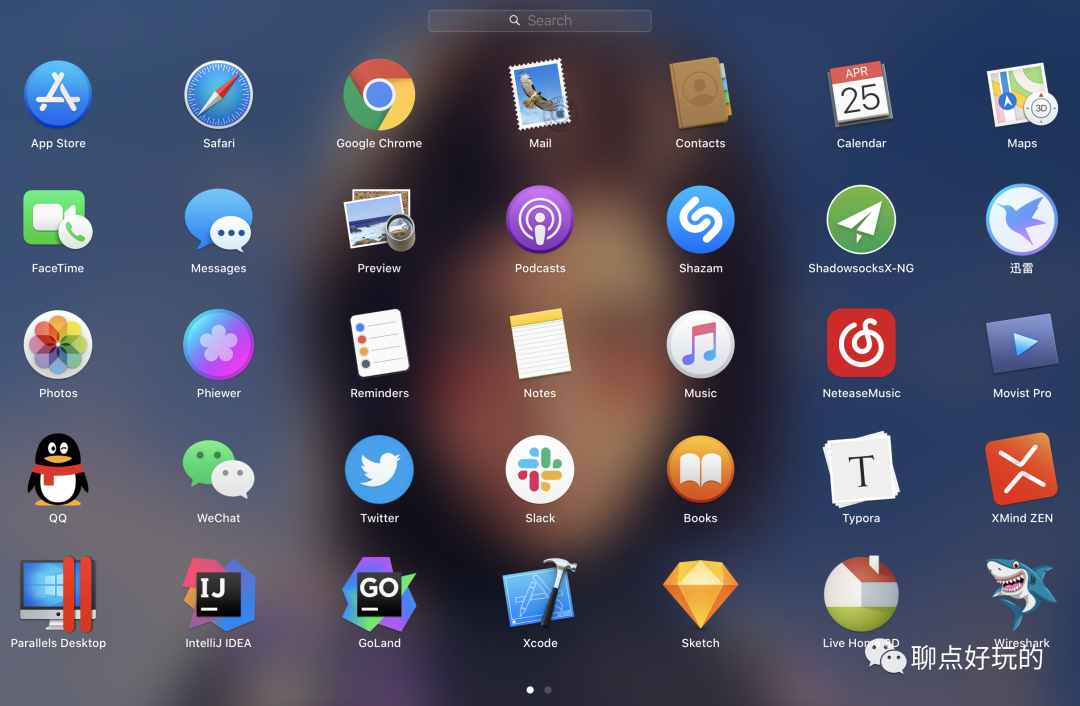 Search
App Store
Safari
Google Chrome
Mail
Contacts
APR
25
Calendar
3D
Maps
FaceTime
Messages
Preview
Podcasts
Shazam
ShadowsocksX-NG
迅雷
Photos
Phiewer
Reminders
Notes
Music
NeteaseMusic
Movist Pro
QQ
WeChat
Twitter
Slack
Books
T
Typora
XMind ZEN
Parallels Desktop
IJ
IntelliJ IDEA
GO
GoLand
Xcode
Sketch
Live Home 3D
Wireshark
聊点好玩的